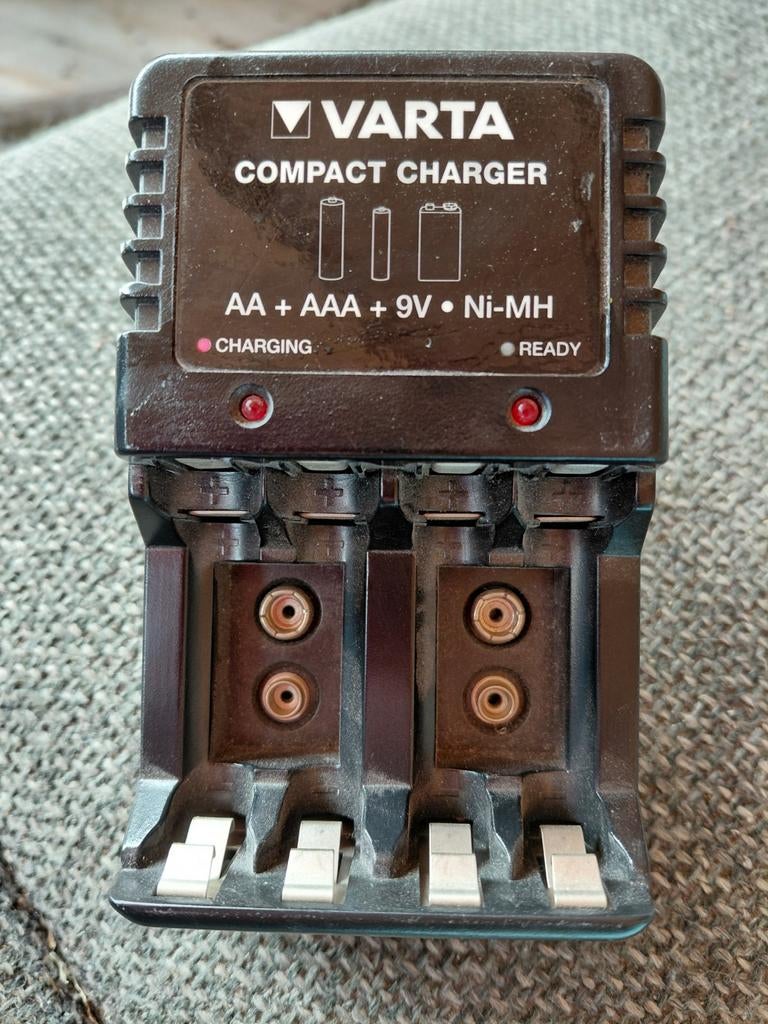 VARTA
COMPACT CHARGER
AA + AAA + 9V • Ni-MH
CHARGING READY
+ + + +